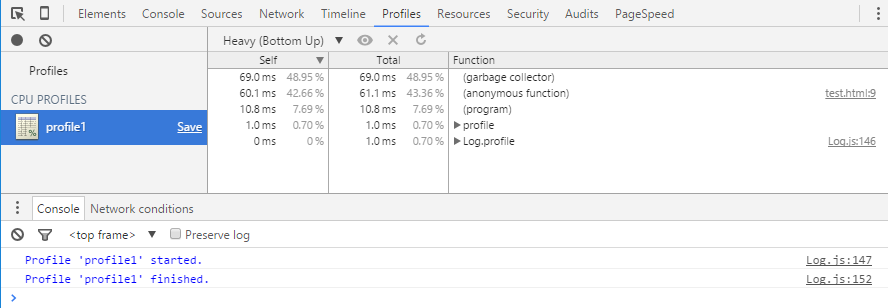 Elements Console Sources Network Timeline Profiles Resources Security Audits PageSpeed
Heavy (Bottom Up) ▼
Profiles
CPU PROFILES
% profile1 Save
Self ▼ Total Function
69.0 ms 48.95 % 69.0 ms 48.95 % (garbage collector)
60.1 ms 42.66 % 61.1 ms 43.36 % (anonymous function) test.html:9
10.8 ms 7.69 % 10.8 ms 7.69 % (program)
1.0 ms 0.70 % 1.0 ms 0.70 % ▶ profile
0 ms 0 % 1.0 ms 0.70 % ▶ Log.profile Log.js:146
Console Network conditions
<top frame> ▼ Preserve log
Profile 'profile1' started. Log.js:147
Profile 'profile1' finished. Log.js:152
>